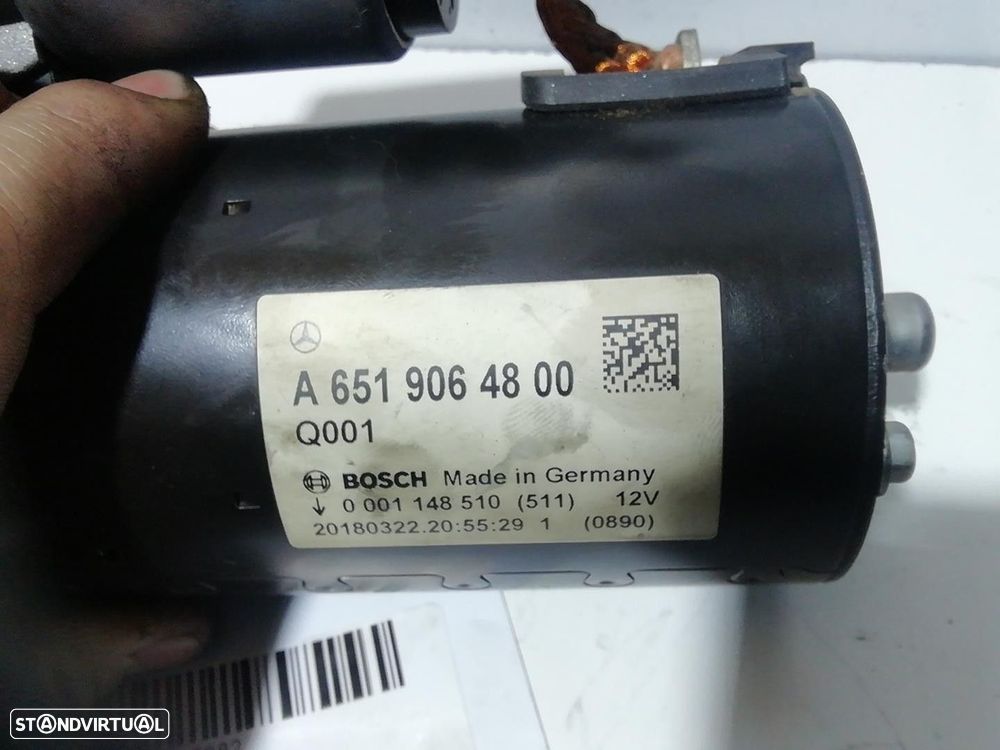 A 651 906 48 00
Q001
BOSCH Made in Germany
↓ 0 001 148 510 (511) 12V
20180322.20:55:29 1 (0890)
STANDVIRTUAL